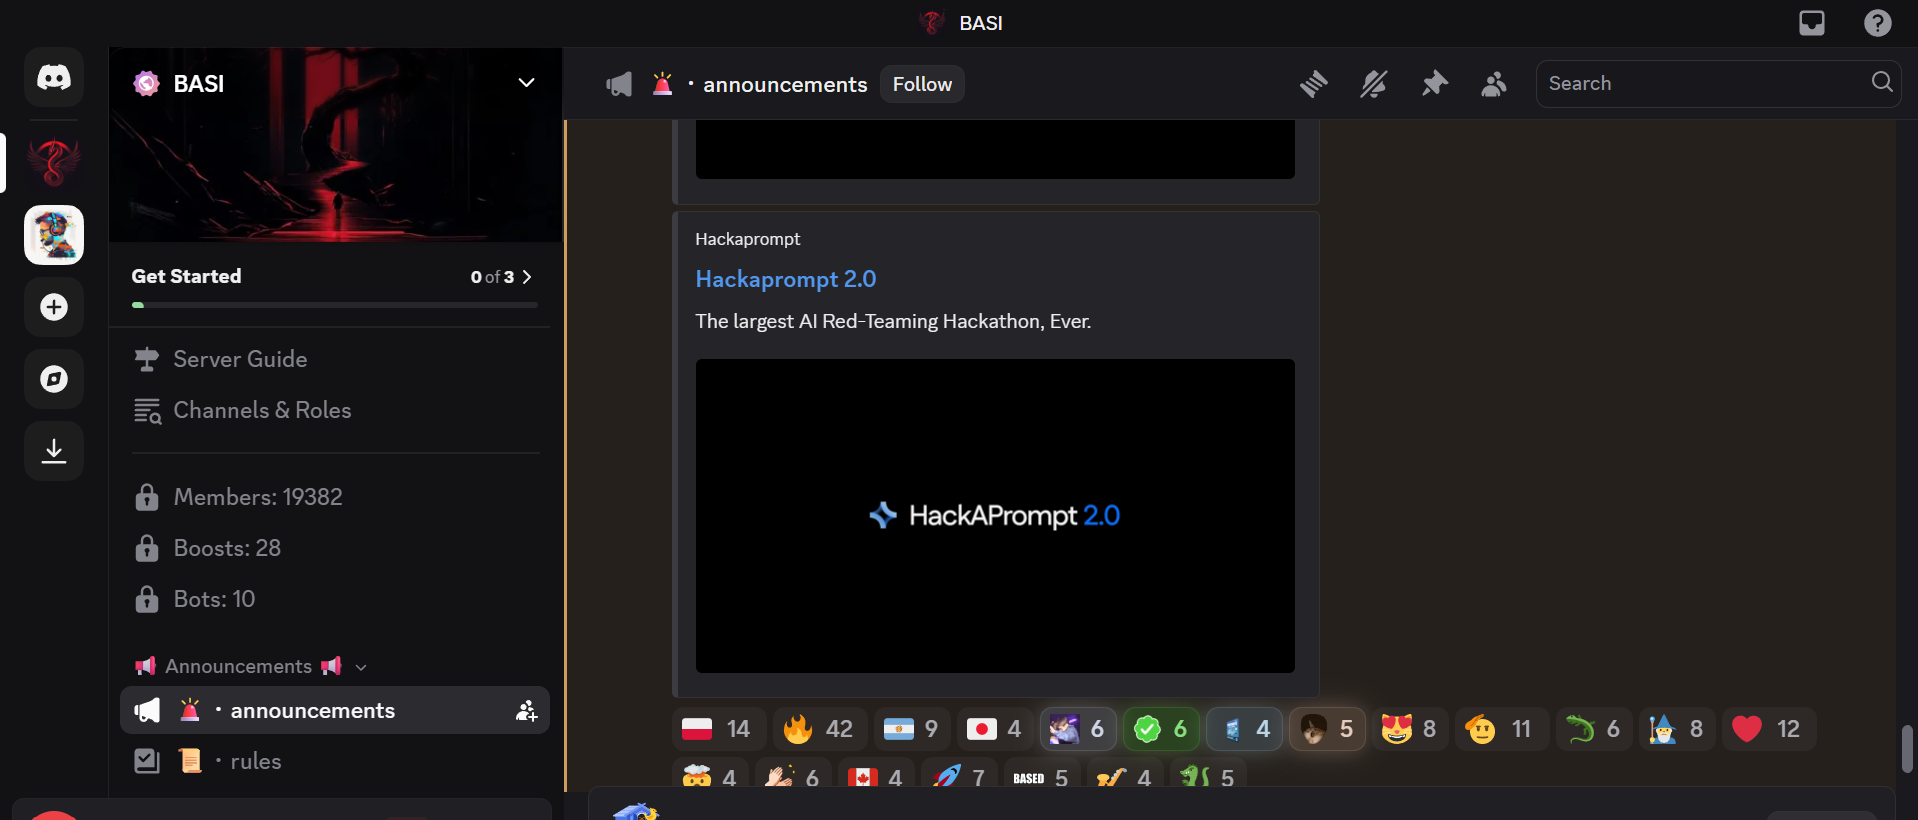 BASI
BASI
· announcements
Follow
Search
Get Started
0 of 3
Server Guide
Channels & Roles
Members: 19382
Boosts: 28
Bots: 10
Announcements
· announcements
· rules
Hackaprompt
Hackaprompt 2.0
The largest AI Red-Teaming Hackathon, Ever.
HackAPrompt 2.0
14 42 9 4 6 6 4 5 8 11 6 8 12
4 6 4 7 BASED 5 4 5